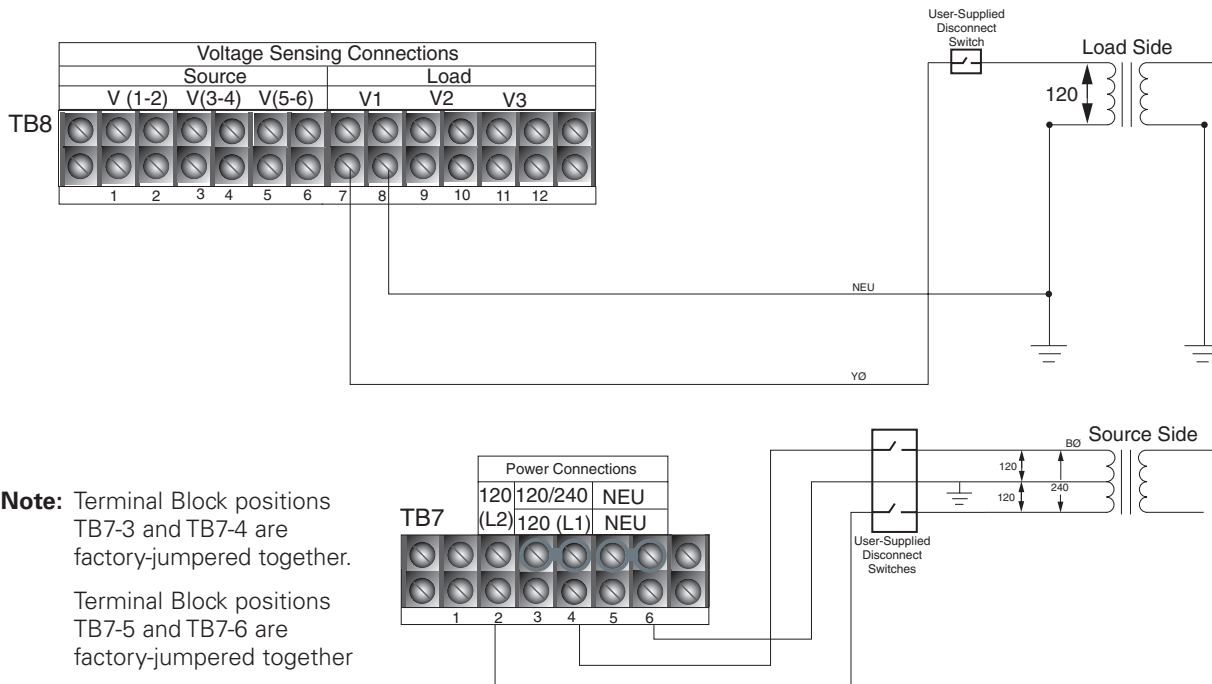 User-Supplied
Disconnect
Switch
Load Side
120
Voltage Sensing Connections
Source Load
V (1-2) V(3-4) V(5-6) V1 V2 V3
TB8
1 2 3 4 5 6 7 8 9 10 11 12
NEU
YØ
Source Side
BØ
120
240
120
User-Supplied
Disconnect
Switches
Power Connections
120 120/240 NEU
(L2) 120 (L1) NEU
TB7
1 2 3 4 5 6
Note: Terminal Block positions
TB7-3 and TB7-4 are
factory-jumpered together.
Terminal Block positions
TB7-5 and TB7-6 are
factory-jumpered together